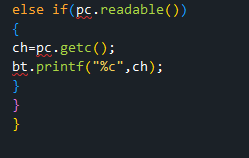 else if(pc.readable())
{
ch=pc.getc();
bt.printf("%c",ch);
}
}
}